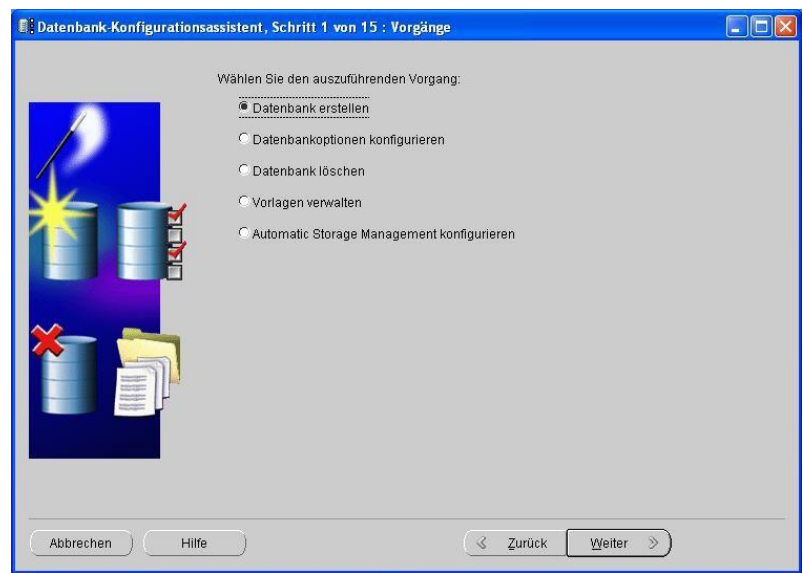 Datenbank-Konfigurationsassistent, Schritt 1 von 15 : Vorgänge
Wählen Sie den auszuführenden Vorgang:
Datenbank erstellen
Datenbankoptionen konfigurieren
Datenbank löschen
Vorlagen verwalten
Automatic Storage Management konfigurieren
Abbrechen
Hilfe
Zurück
Weiter